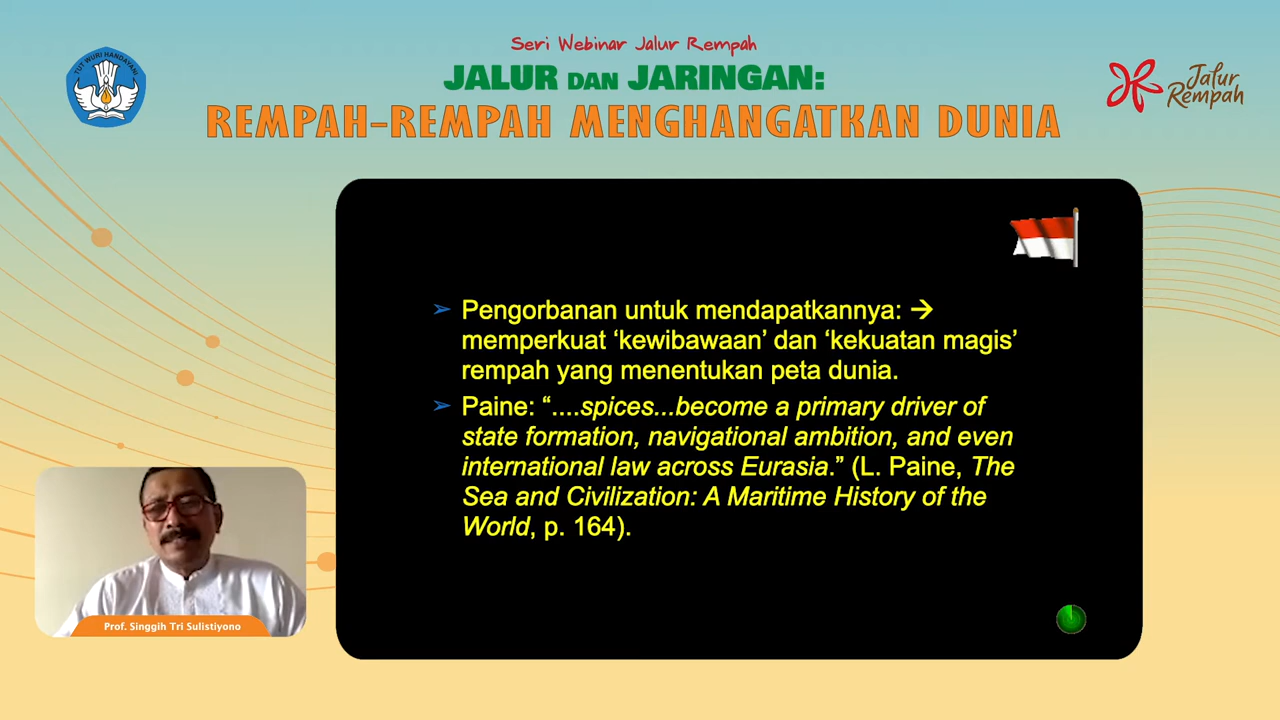 Seri Webinar Jalur Rempah
JALUR DAN JARINGAN:
REMPAH-REMPAH MENGHANGATKAN DUNIA
TUT WURI HANDAYANI
Jalur
Rempah
➢ Pengorbanan untuk mendapatkannya: →
memperkuat ‘kewibawaan’ dan ‘kekuatan magis’
rempah yang menentukan peta dunia.
➢ Paine: “....spices...become a primary driver of
state formation, navigational ambition, and even
international law across Eurasia.” (L. Paine, The
Sea and Civilization: A Maritime History of the
World, p. 164).
Prof. Singgih Tri Sulistiyono